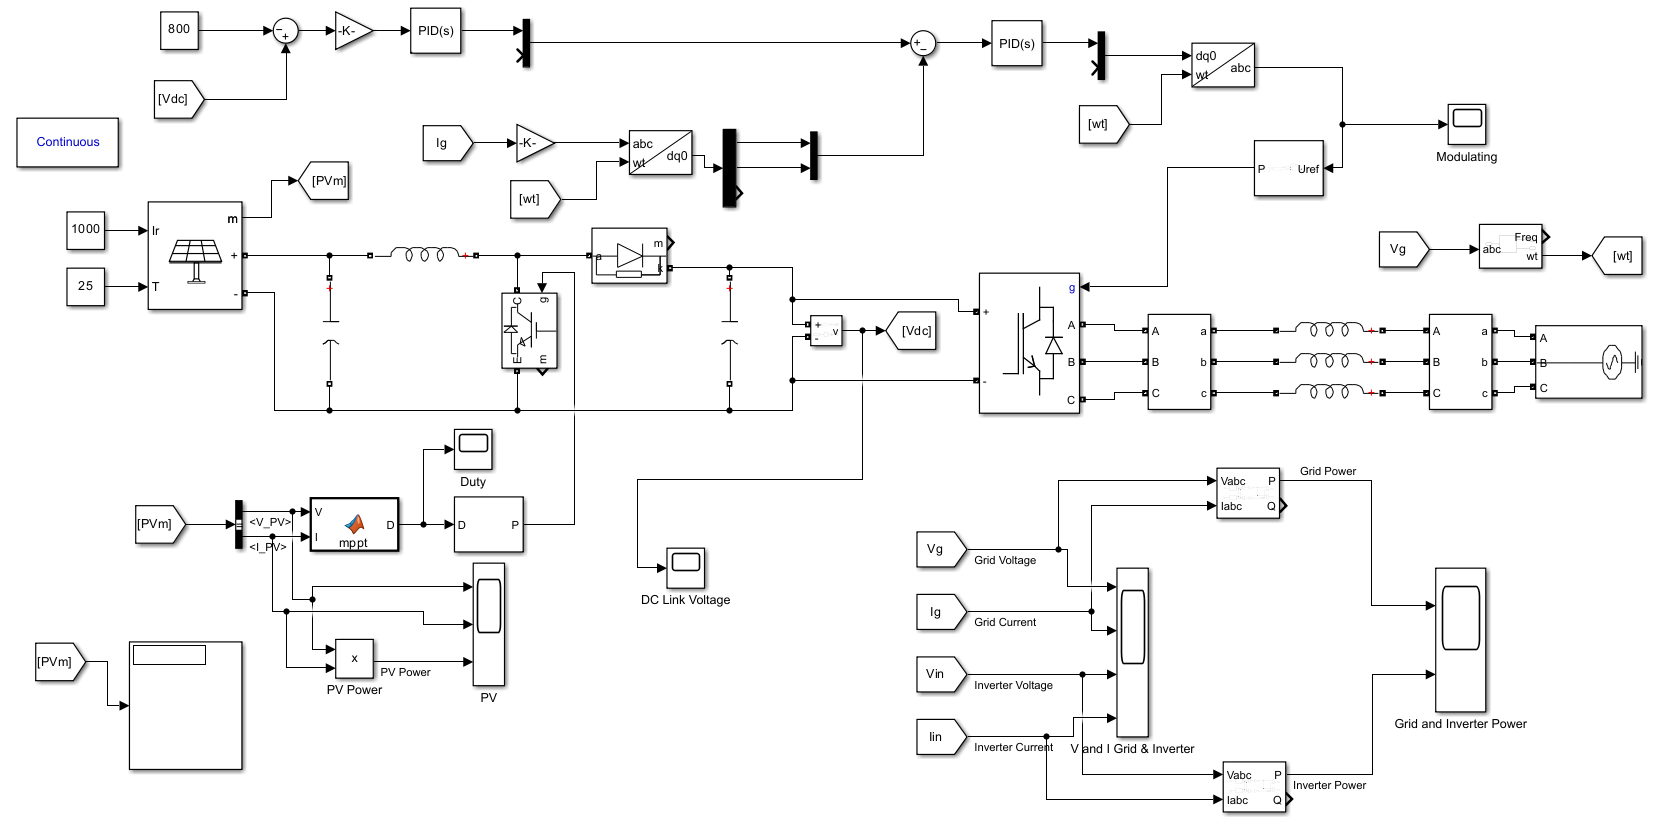 800
-K-
PID(s)
PID(s)
dq0
wt
abc
[Vdc]
[wt]
Continuous
Ig
-K-
abc
wt
dq0
[wt]
Modulating
P
Uref
[PVm]
1000
25
Ir
T
m
+
-
a
m
k
C
g
E
m
+
-
v
[Vdc]
g
+
-
A
B
C
A
B
C
a
b
c
A
B
C
a
b
c
A
B
C
Vg
abc
Freq
wt
[wt]
Duty
[PVm]
<V_PV>
<I_PV>
V
I
D
mppt
D
P
DC Link Voltage
[PVm]
x
PV Power
PV Power
PV
Vg
Grid Voltage
Ig
Grid Current
Vin
Inverter Voltage
Iin
Inverter Current
V and I Grid & Inverter
Vabc
Iabc
P
Q
Grid Power
Grid and Inverter Power
Vabc
Iabc
P
Q
Inverter Power